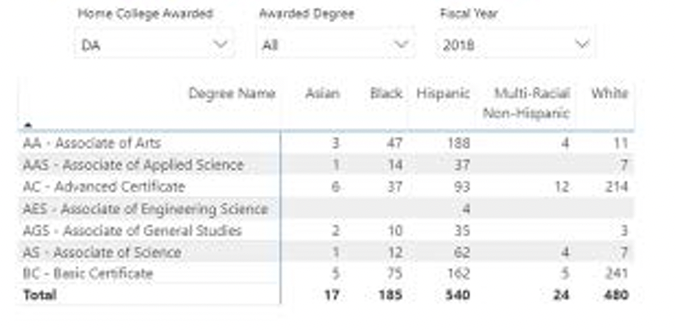 Home College Awarded Awarded Degree Fiscal Year
DA All 2018
Degree Name Asian Black Hispanic Multi-Racial White
Non-Hispanic
AA - Associate of Arts 3 47 188 4 11
AAS - Associate of Applied Science 1 14 37 7
AC - Advanced Certificate 6 37 93 12 214
AES - Associate of Engineering Science 4
AGS - Associate of General Studies 2 10 35 3
AS - Associate of Science 1 12 62 4 7
BC - Basic Certificate 5 75 162 5 241
Total 17 185 540 24 480